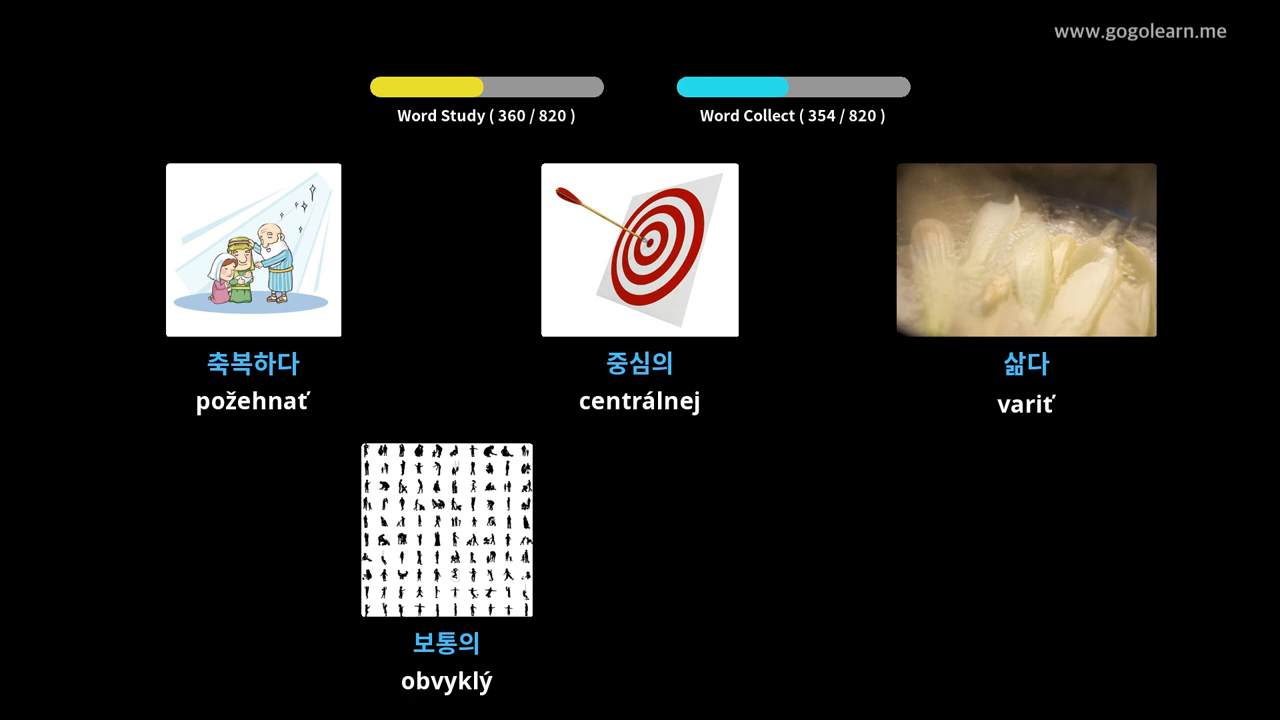 www.gogolearn.me
Word Study ( 360 / 820 )
Word Collect ( 354 / 820 )
축복하다
požehnať
중심의
centrálnej
삶다
variť
보통의
obvyklý